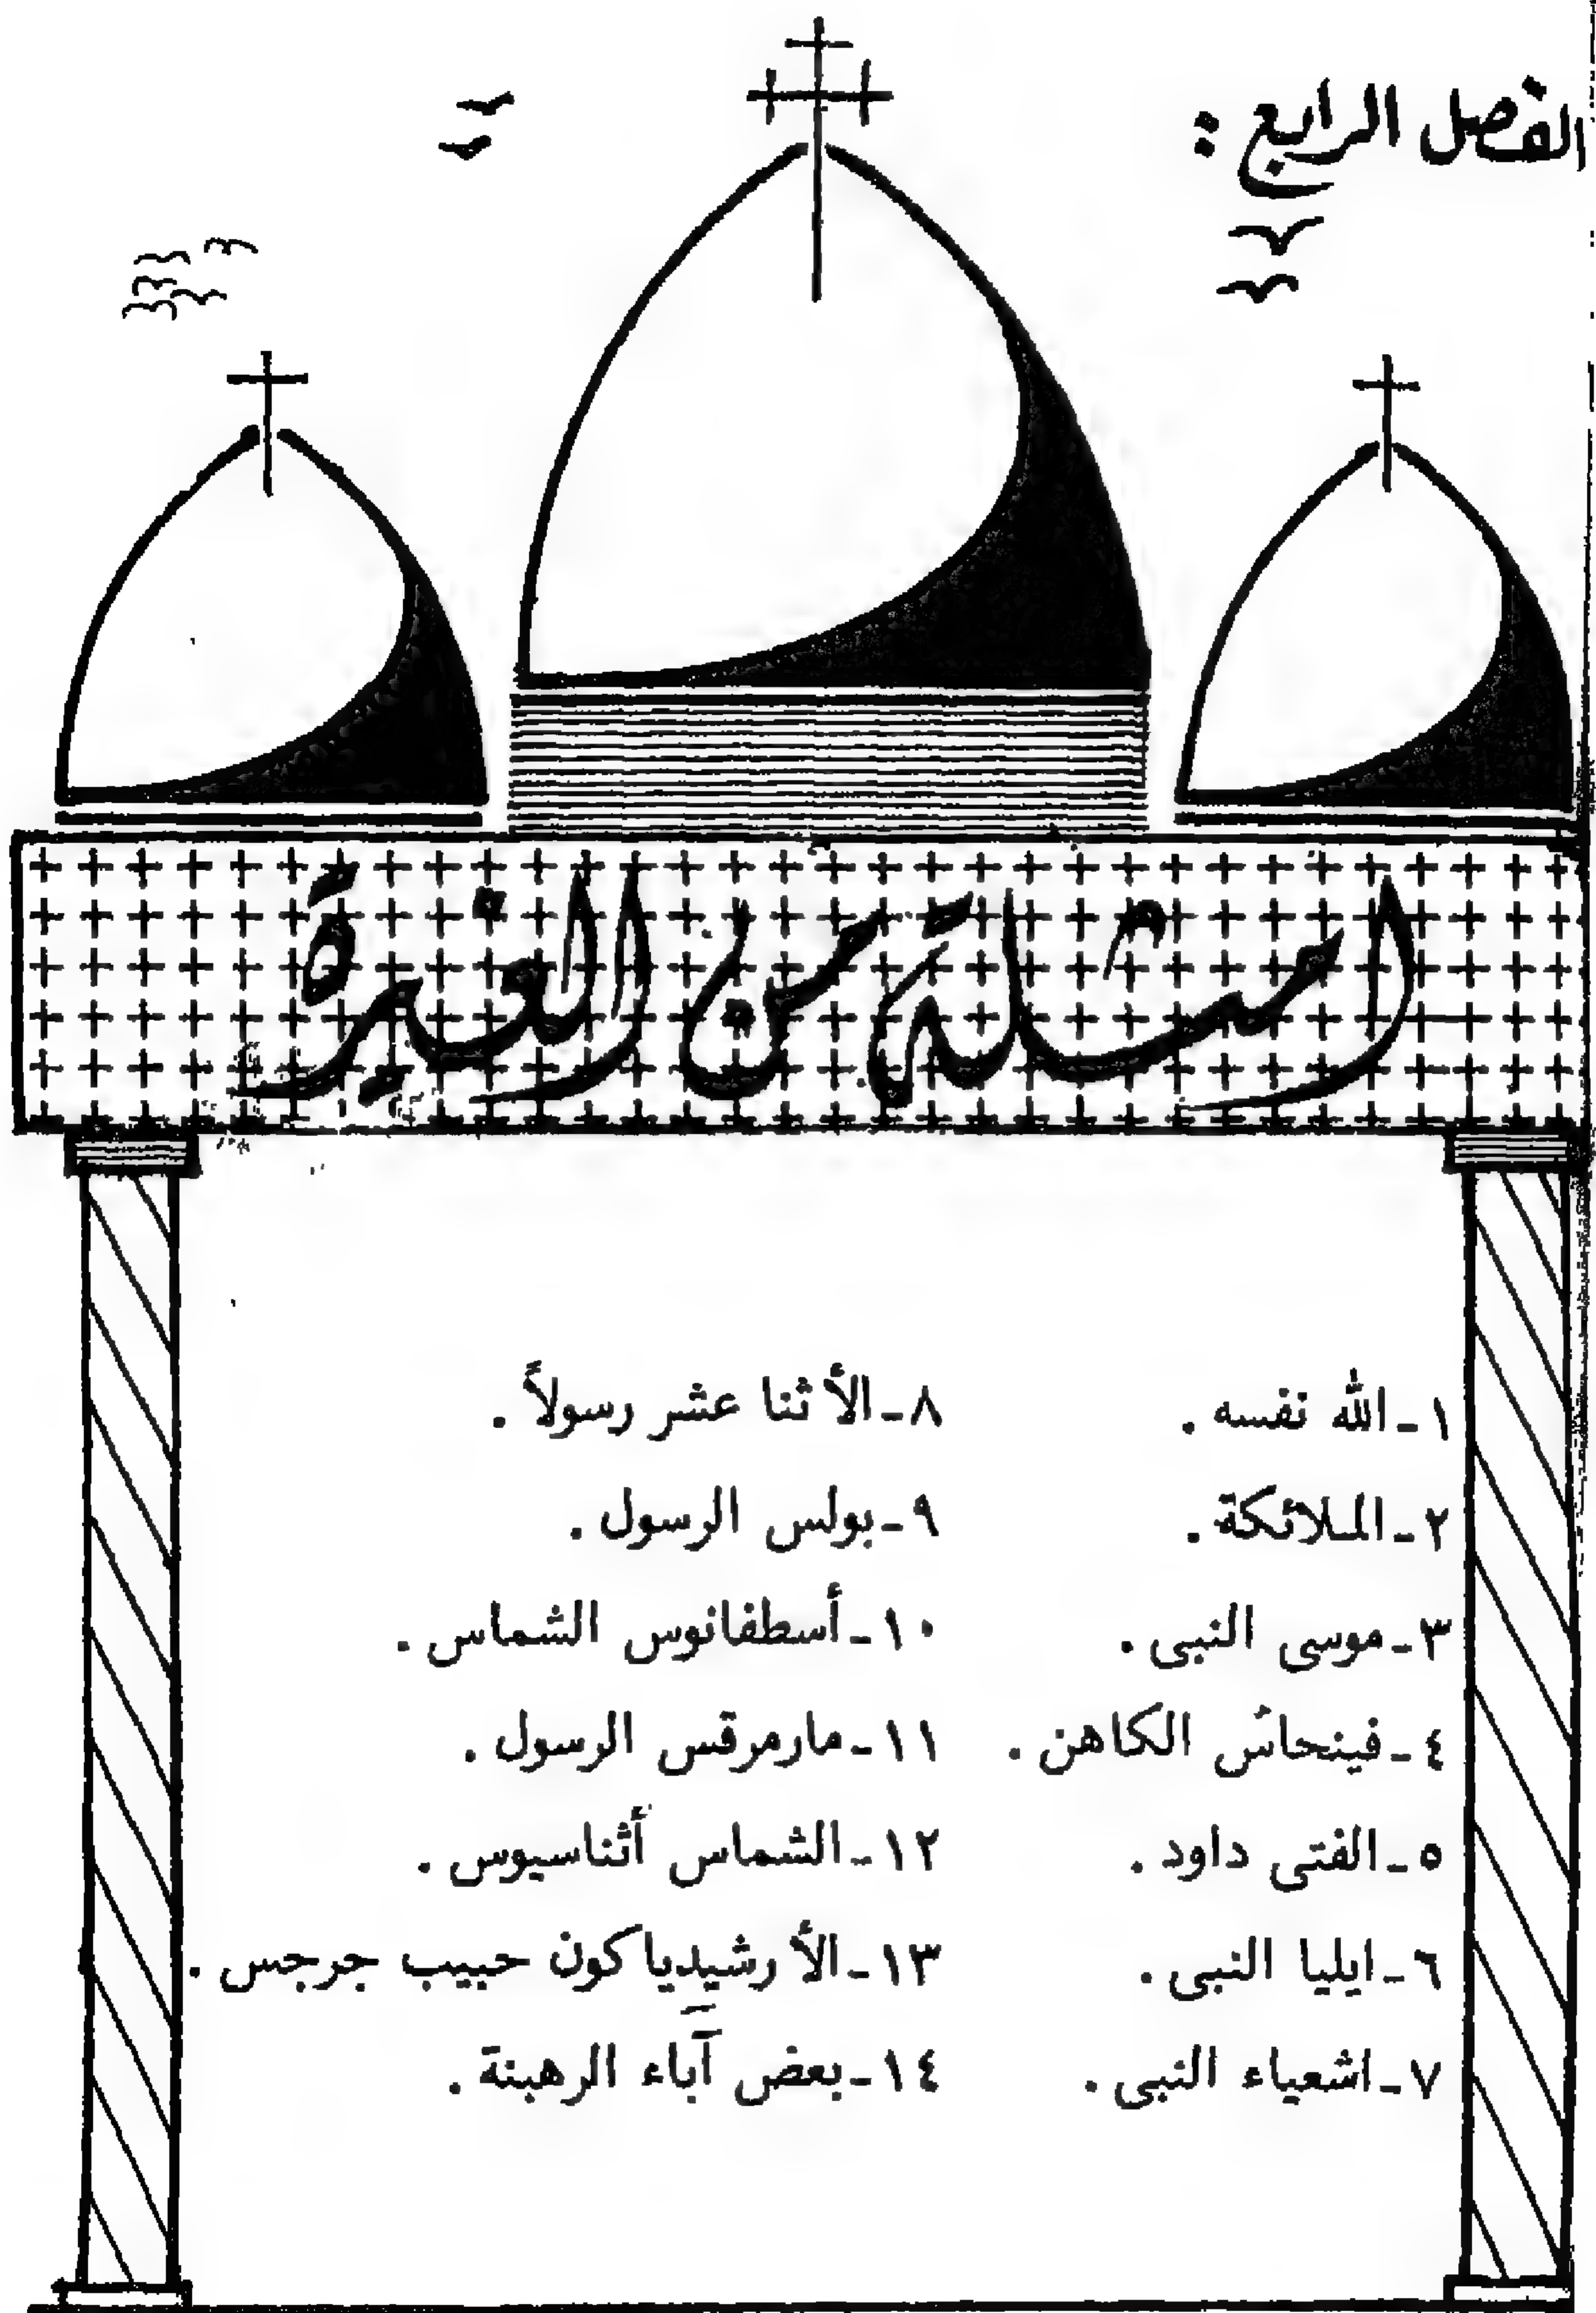 الفصل الرابع :
امثلة من الغيرة
١ـ الله نفسه .
٢ـ الملائكة .
٣ـ موسى النبى .
٤ـ فينحاس الكاهن .
٥ـ الفتى داود .
٦ـ ايليا النبى .
٧ـ اشعياء النبى .
٨ـ الأثنا عشر رسولاً .
٩ـ بولس الرسول .
١٠ـ أسطفانوس الشماس .
١١ـ مارمرقس الرسول .
١٢ـ الشماس أثناسيوس .
١٣ـ الأرشيدياكون حبيب جرجس .
١٤ـ بعض آباء الرهبنة .